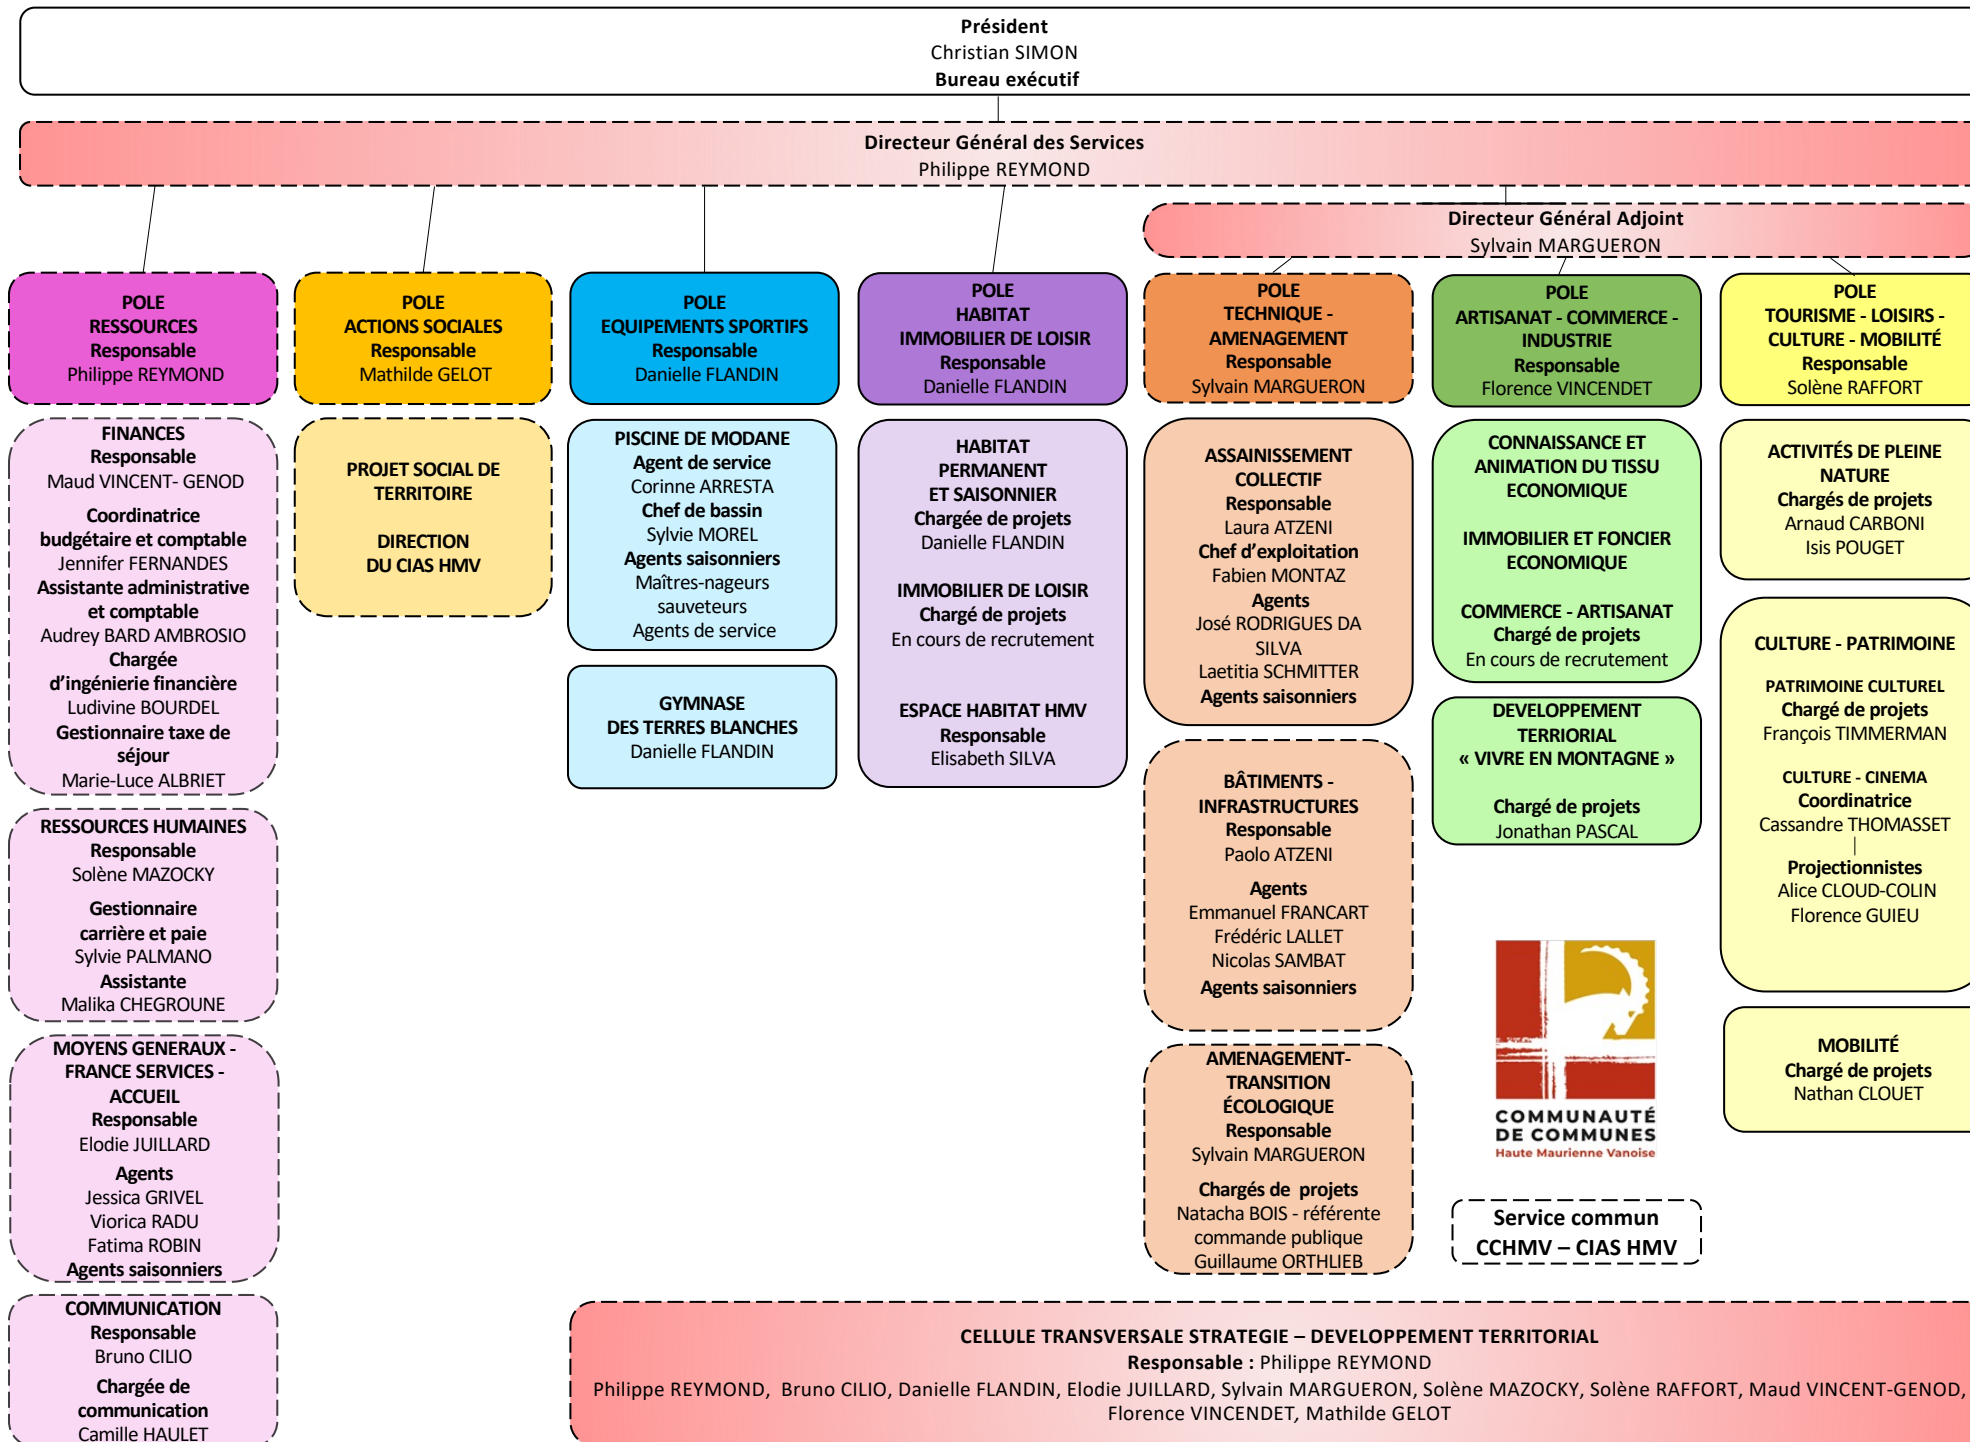 Président
Christian SIMON
Bureau exécutif
Directeur Général des Services
Philippe REYMOND
Directeur Général Adjoint
Sylvain MARGUERON
POLE
RESSOURCES
Responsable
Philippe REYMOND
FINANCES
Responsable
Maud VINCENT- GENOD
Coordinatrice
budgétaire et comptable
Jennifer FERNANDES
Assistante administrative
et comptable
Audrey BARD AMBROSIO
Chargée
d’ingénierie financière
Ludivine BOURDEL
Gestionnaire taxe de
séjour
Marie-Luce ALBRIET
RESSOURCES HUMAINES
Responsable
Solène MAZOCKY
Gestionnaire
carrière et paie
Sylvie PALMANO
Assistante
Malika CHEGROUNE
MOYENS GENERAUX -
FRANCE SERVICES -
ACCUEIL
Responsable
Elodie JUILLARD
Agents
Jessica GRIVEL
Viorica RADU
Fatima ROBIN
Agents saisonniers
COMMUNICATION
Responsable
Bruno CILIO
Chargée de
communication
Camille HAULET
POLE
ACTIONS SOCIALES
Responsable
Mathilde GELOT
PROJET SOCIAL DE
TERRITOIRE
DIRECTION
DU CIAS HMV
POLE
EQUIPEMENTS SPORTIFS
Responsable
Danielle FLANDIN
PISCINE DE MODANE
Agent de service
Corinne ARRESTA
Chef de bassin
Sylvie MOREL
Agents saisonniers
Maîtres-nageurs
sauveteurs
Agents de service
GYMNASE
DES TERRES BLANCHES
Danielle FLANDIN
POLE
HABITAT
IMMOBILIER DE LOISIR
Responsable
Danielle FLANDIN
HABITAT
PERMANENT
ET SAISONNIER
Chargée de projets
Danielle FLANDIN
IMMOBILIER DE LOISIR
Chargé de projets
En cours de recrutement
ESPACE HABITAT HMV
Responsable
Elisabeth SILVA
POLE
TECHNIQUE -
AMENAGEMENT
Responsable
Sylvain MARGUERON
ASSAINISSEMENT
COLLECTIF
Responsable
Laura ATZENI
Chef d’exploitation
Fabien MONTAZ
Agents
José RODRIGUES DA
SILVA
Laetitia SCHMITTER
Agents saisonniers
BÂTIMENTS -
INFRASTRUCTURES
Responsable
Paolo ATZENI
Agents
Emmanuel FRANCART
Frédéric LALLET
Nicolas SAMBAT
Agents saisonniers
AMENAGEMENT-
TRANSITION
ÉCOLOGIQUE
Responsable
Sylvain MARGUERON
Chargés de  projets
Natacha BOIS - référente
commande publique
Guillaume ORTHLIEB
POLE
ARTISANAT - COMMERCE -
INDUSTRIE
Responsable
Florence VINCENDET
CONNAISSANCE ET
ANIMATION DU TISSU
ECONOMIQUE
IMMOBILIER ET FONCIER
ECONOMIQUE
COMMERCE - ARTISANAT
Chargé de projets
En cours de recrutement
DEVELOPPEMENT
TERRIORIAL
« VIVRE EN MONTAGNE »
Chargé de projets
Jonathan PASCAL
COMMUNAUTÉ
DE COMMUNES
Haute Maurienne Vanoise
Service commun
CCHMV – CIAS HMV
POLE
TOURISME - LOISIRS -
CULTURE - MOBILITÉ
Responsable
Solène RAFFORT
ACTIVITÉS DE PLEINE
NATURE
Chargés de projets
Arnaud CARBONI
Isis POUGET
CULTURE - PATRIMOINE
PATRIMOINE CULTUREL
Chargé de projets
François TIMMERMAN
CULTURE - CINEMA
Coordinatrice
Cassandre THOMASSET
Projectionnistes
Alice CLOUD-COLIN
Florence GUIEU
MOBILITÉ
Chargé de projets
Nathan CLOUET
CELLULE TRANSVERSALE STRATEGIE – DEVELOPPEMENT TERRITORIAL
Responsable : Philippe REYMOND
Philippe REYMOND,  Bruno CILIO, Danielle FLANDIN, Elodie JUILLARD, Sylvain MARGUERON, Solène MAZOCKY, Solène RAFFORT, Maud VINCENT-GENOD,
Florence VINCENDET, Mathilde GELOT